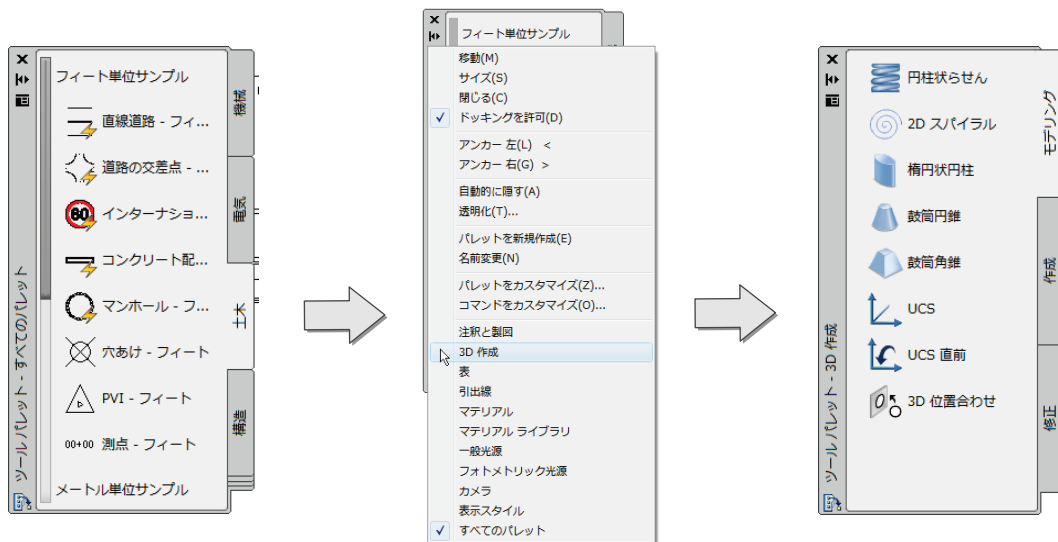 フィート単位サンプル
直線道路 - フィ...
道路の交差点 - ...
80
インターナショ...
コンクリート配...
マンホール - フ...
穴あけ - フィート
PVI - フィート
00+00 測点 - フィート
メートル単位サンプル
機械
電気
土木
構造
ツール パレット - すべてのパレット
フィート単位サンプル
移動(M)
サイズ(S)
閉じる(C)
ドッキングを許可(D)
アンカー 左(L) <
アンカー 右(G) >
自動的に隠す(A)
透明化(T)...
パレットを新規作成(E)
名前変更(N)
パレットをカスタマイズ(Z)...
コマンドをカスタマイズ(O)...
注釈と製図
3D 作成
表
引出線
マテリアル
マテリアル ライブラリ
一般光源
フォトメトリック光源
カメラ
表示スタイル
すべてのパレット
円柱状らせん
2D スパイラル
楕円状円柱
鼓筒円錐
鼓筒角錐
UCS
UCS 直前
3D 位置合わせ
モデリング
作成
修正
ツール パレット - 3D 作成